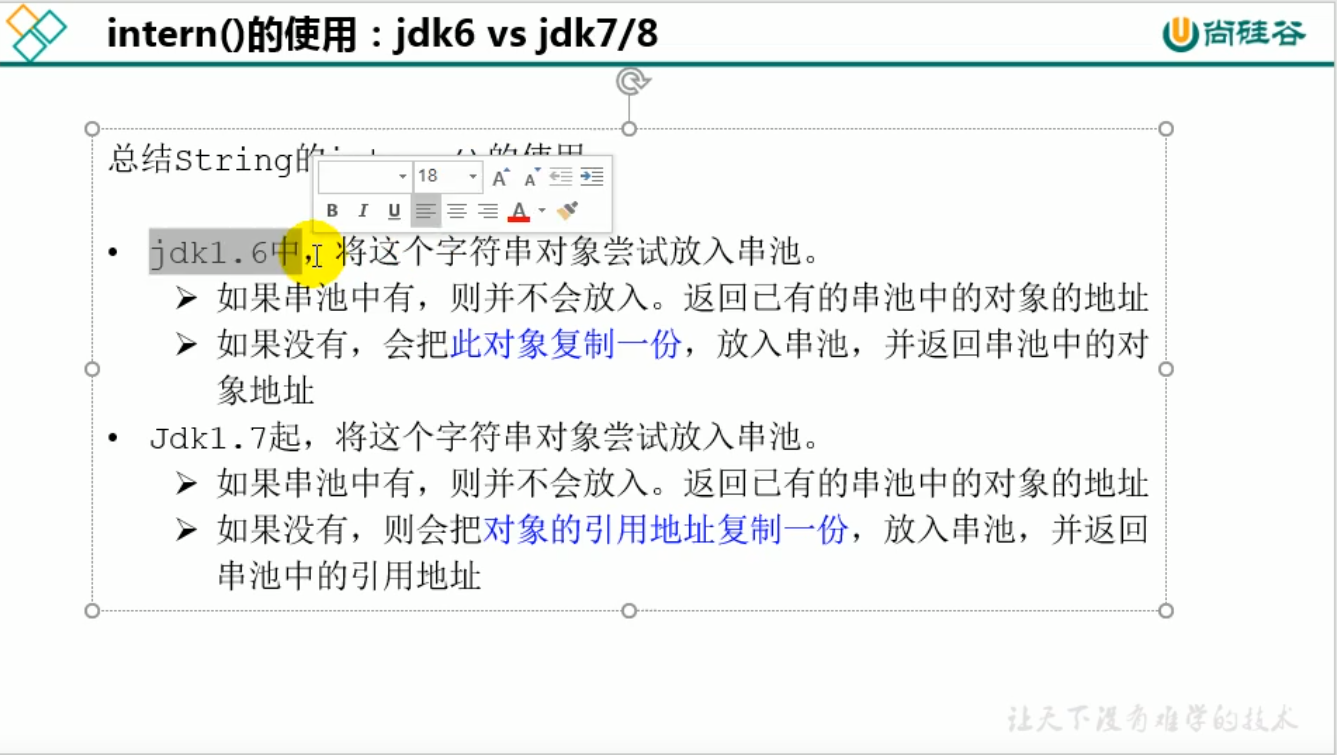 intern()的使用：jdk6 vs jdk7/8
尚硅谷
总结String的
的使用
18
B I U A
• jdk1.6中，将这个字符串对象尝试放入串池。
➢ 如果串池中有，则并不会放入。返回已有的串池中的对象的地址
➢ 如果没有，会把此对象复制一份，放入串池，并返回串池中的对
象地址
• Jdk1.7起，将这个字符串对象尝试放入串池。
➢ 如果串池中有，则并不会放入。返回已有的串池中的对象的地址
➢ 如果没有，则会把对象的引用地址复制一份，放入串池，并返回
串池中的引用地址
让天下没有难学的技术